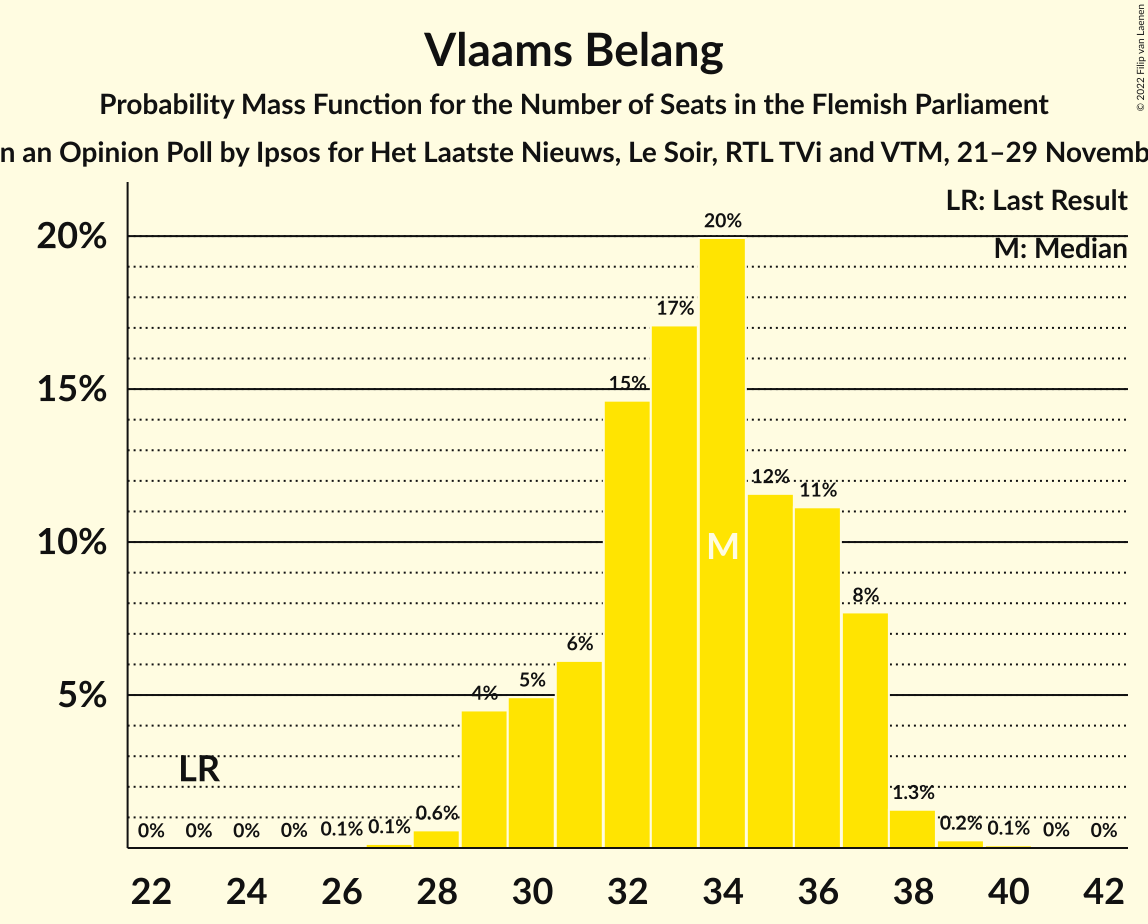 Vlaams Belang
Probability Mass Function for the Number of Seats in the Flemish Parliament
an Opinion Poll by Ipsos for Het Laatste Nieuws, Le Soir, RTL TVi and VTM, 21–29
© 2022 Filip van Laenen
LR: Last Result
M: Median
20%
15%
10%
5%
0%
0%
0%
0%
0.1%
0.1%
0.6%
4%
5%
6%
15%
17%
20%
12%
11%
8%
1.3%
0.2%
0.1%
0%
0%
LR
M
22 24 26 28 30 32 34 36 38 40 42